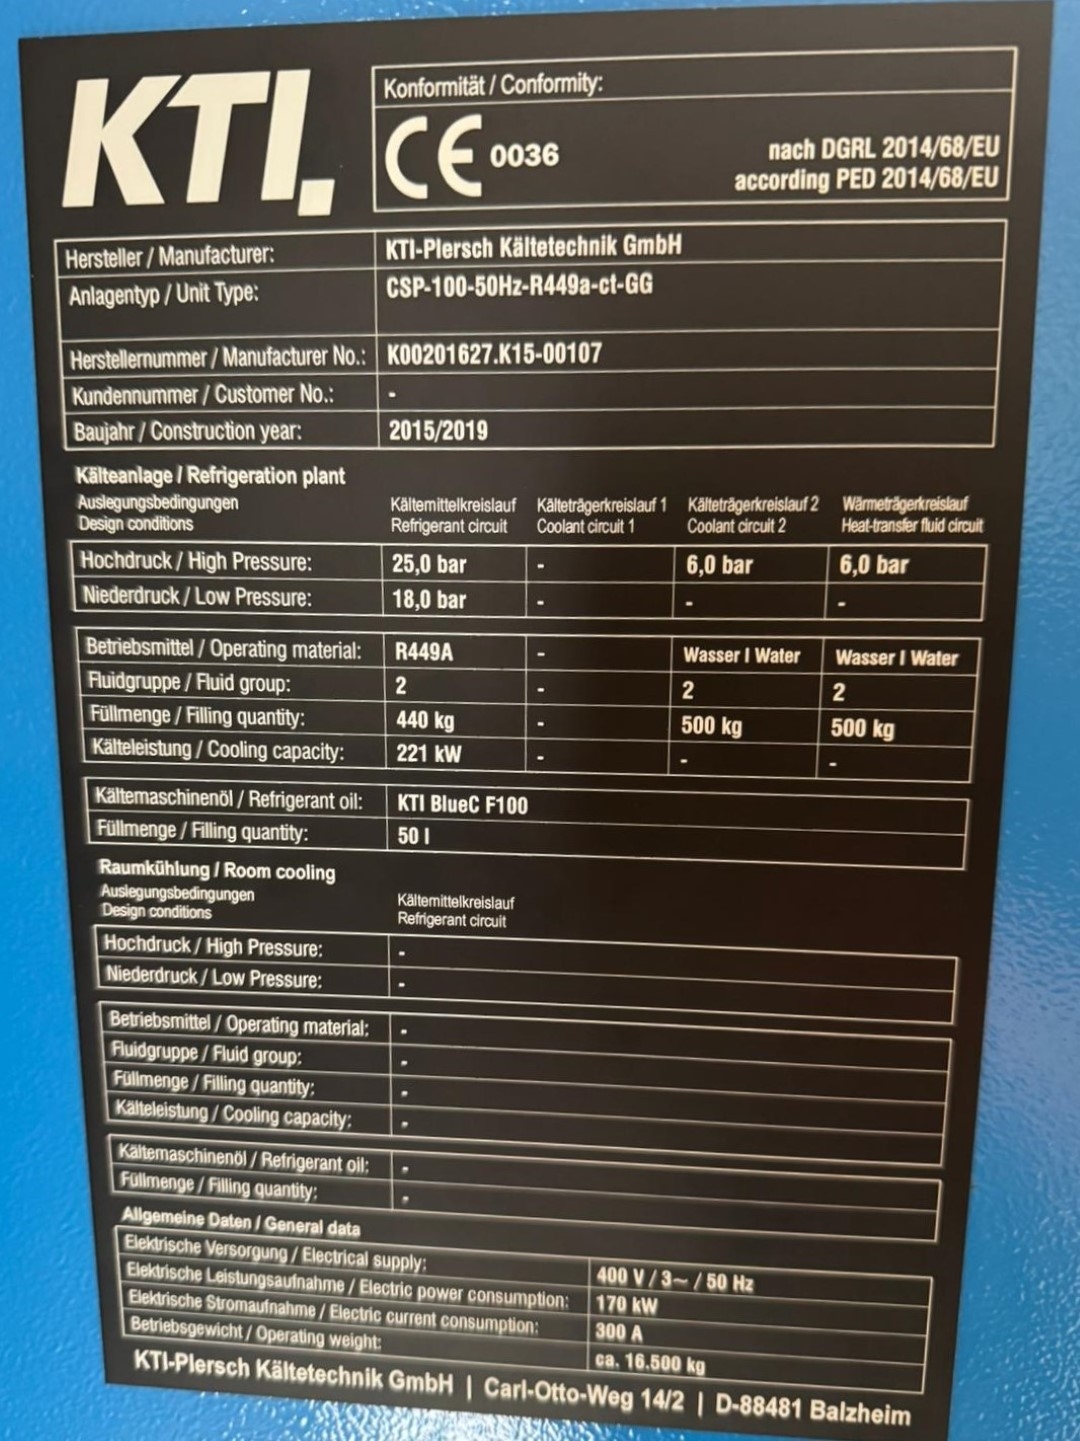 KTI.
Konformität / Conformity:
CE 0036
nach DGRL 2014/68/EU
according PED 2014/68/EU
Hersteller / Manufacturer: KTI-Plersch Kältetechnik GmbH
Anlagentyp / Unit Type: CSP-100-50Hz-R449a-ct-GG
Herstellernummer / Manufacturer No.: K00201627.K15-00107
Kundennummer / Customer No.: -
Baujahr / Construction year: 2015/2019
Kälteanlage / Refrigeration plant
Auslegungsbedingungen Kältemittelkreislauf Kälteträgerkreislauf 1 Kälteträgerkreislauf 2 Wärmeträgerkreislauf
Design conditions Refrigerant circuit Coolant circuit 1 Coolant circuit 2 Heat-transfer fluid circuit
Hochdruck / High Pressure: 25,0 bar - 6,0 bar 6,0 bar
Niederdruck / Low Pressure: 18,0 bar - - -
Betriebsmittel / Operating material: R449A - Wasser I Water Wasser I Water
Fluidgruppe / Fluid group: 2 - 2 2
Füllmenge / Filling quantity: 440 kg - 500 kg 500 kg
Kälteleistung / Cooling capacity: 221 kW - - -
Kältemaschinenöl / Refrigerant oil: KTI BlueC F100
Füllmenge / Filling quantity: 50 l
Raumkühlung / Room cooling
Auslegungsbedingungen Kältemittelkreislauf
Design conditions Refrigerant circuit
Hochdruck / High Pressure: -
Niederdruck / Low Pressure: -
Betriebsmittel / Operating material: -
Fluidgruppe / Fluid group: -
Füllmenge / Filling quantity: -
Kälteleistung / Cooling capacity: -
Kältemaschinenöl / Refrigerant oil: -
Füllmenge / Filling quantity: -
Allgemeine Daten / General data
Elektrische Versorgung / Electrical supply: 400 V / 3~ / 50 Hz
Elektrische Leistungsaufnahme / Electric power consumption: 170 kW
Elektrische Stromaufnahme / Electric current consumption: 300 A
Betriebsgewicht / Operating weight: ca. 16.500 kg
KTI-Plersch Kältetechnik GmbH | Carl-Otto-Weg 14/2 | D-88481 Balzheim